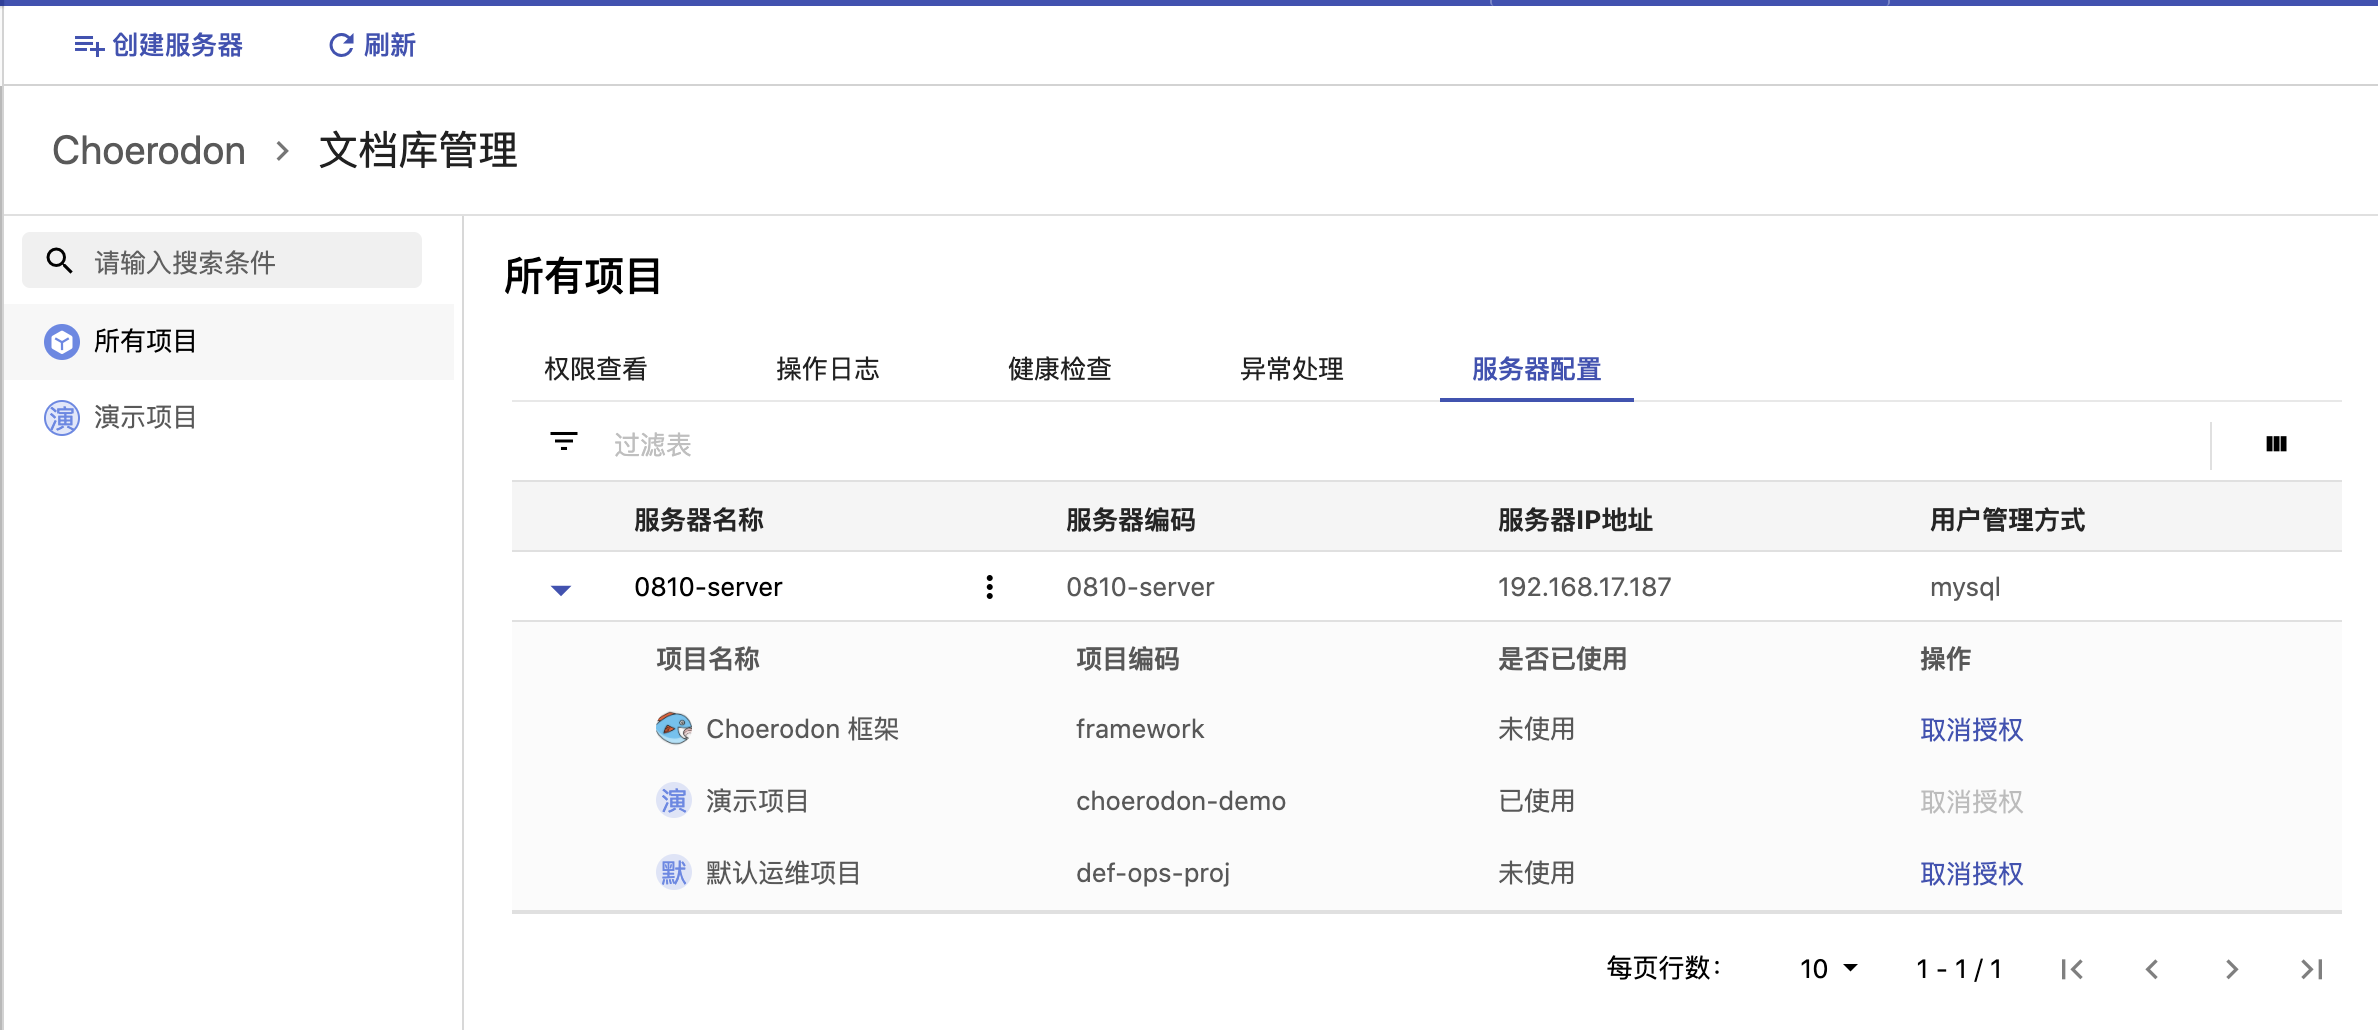 创建服务器 刷新
Choerodon > 文档库管理
请输入搜索条件
所有项目
演 演示项目
所有项目
权限查看 操作日志 健康检查 异常处理 服务器配置
过滤表
服务器名称 服务器编码 服务器IP地址 用户管理方式
0810-server 0810-server 192.168.17.187 mysql
项目名称 项目编码 是否已使用 操作
Choerodon 框架 framework 未使用 取消授权
演 演示项目 choerodon-demo 已使用 取消授权
默 默认运维项目 def-ops-proj 未使用 取消授权
每页行数： 10 1 - 1 / 1